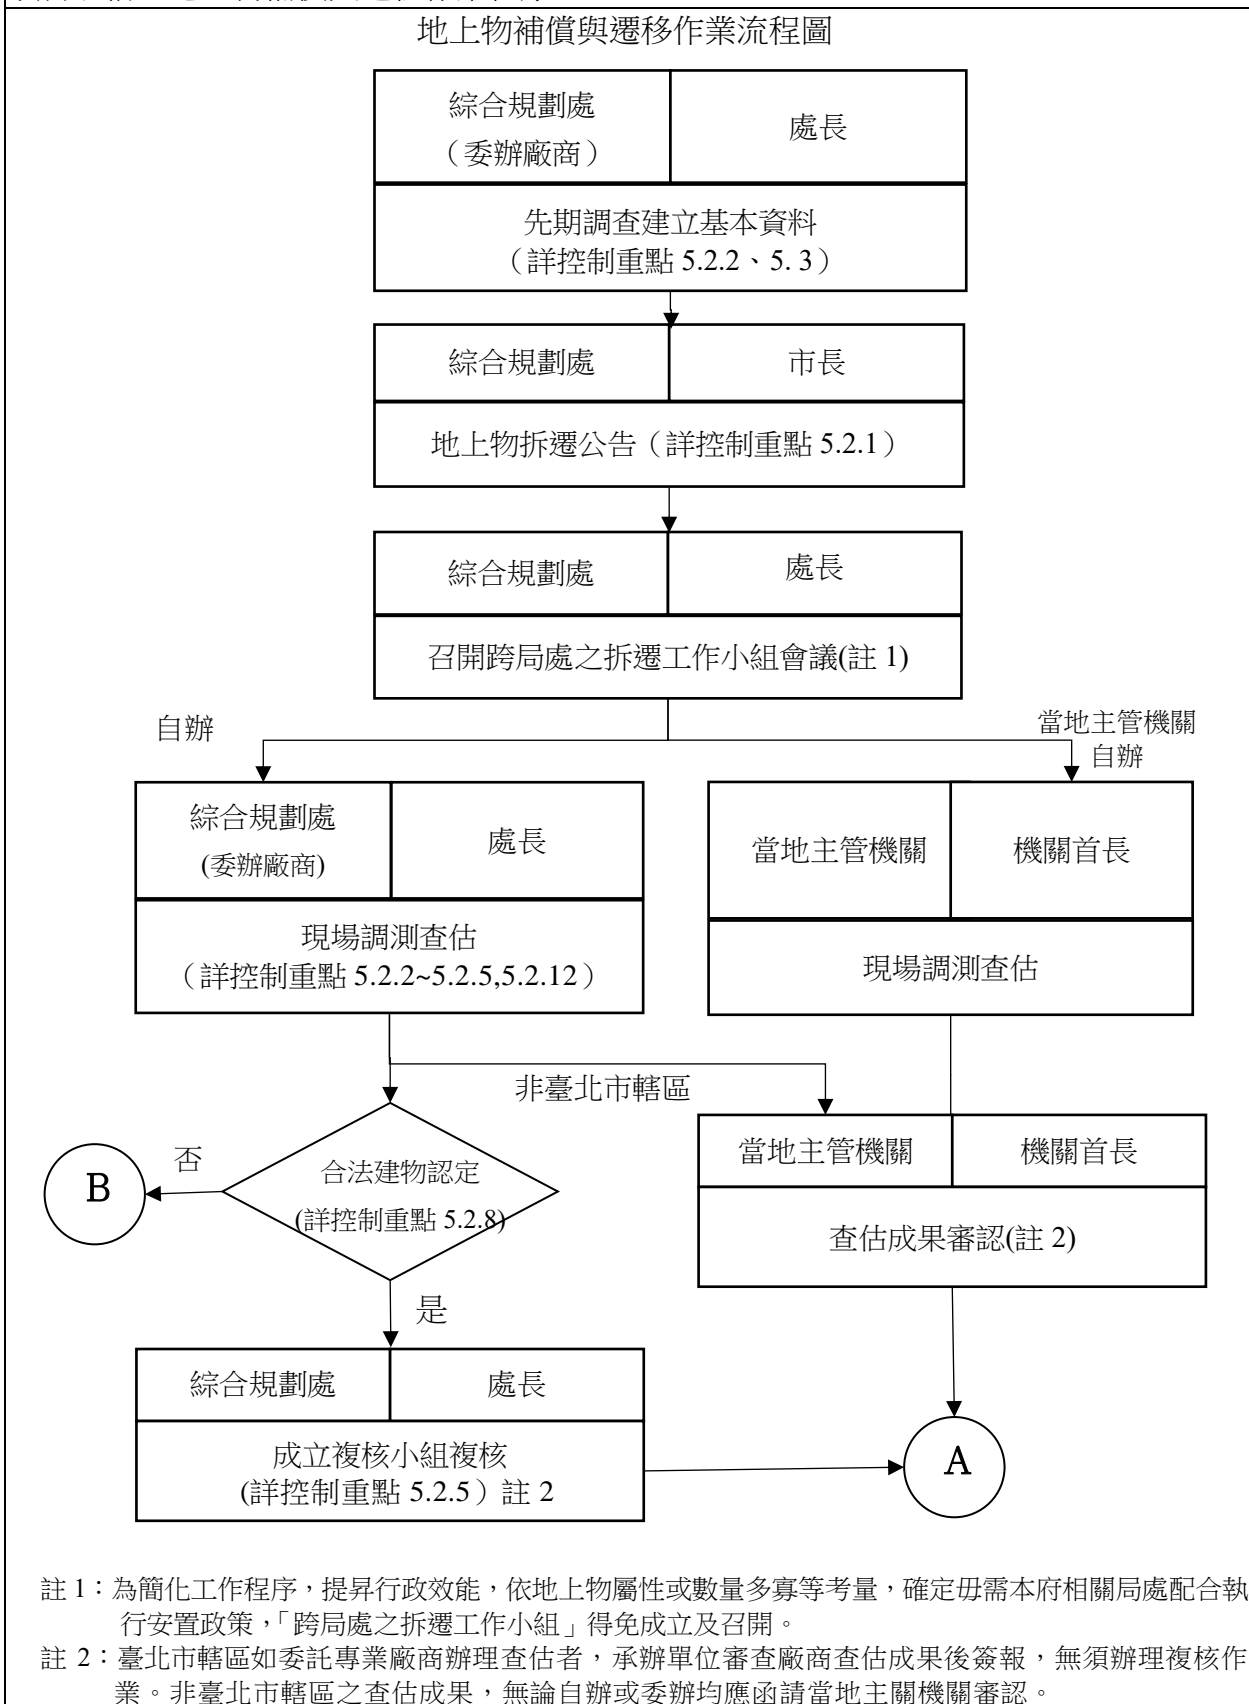 地上物補償與遷移作業流程圖
綜合規劃處
（委辦廠商）
處長
先期調查建立基本資料
（詳控制重點 5.2.2、5. 3）
綜合規劃處
市長
地上物拆遷公告（詳控制重點 5.2.1）
綜合規劃處
處長
召開跨局處之拆遷工作小組會議(註 1)
自辦
當地主管機關
自辦
綜合規劃處
(委辦廠商)
處長
現場調測查估
（詳控制重點 5.2.2~5.2.5,5.2.12）
當地主管機關
機關首長
現場調測查估
非臺北市轄區
當地主管機關
機關首長
查估成果審認(註 2)
合法建物認定
(詳控制重點 5.2.8)
否
B
是
綜合規劃處
處長
成立複核小組複核
(詳控制重點 5.2.5）註 2
A
註 1：為簡化工作程序，提昇行政效能，依地上物屬性或數量多寡等考量，確定毋需本府相關局處配合執
行安置政策，「跨局處之拆遷工作小組」得免成立及召開。
註 2：臺北市轄區如委託專業廠商辦理查估者，承辦單位審查廠商查估成果後簽報，無須辦理複核作
業。非臺北市轄區之查估成果，無論自辦或委辦均應函請當地主關機關審認。